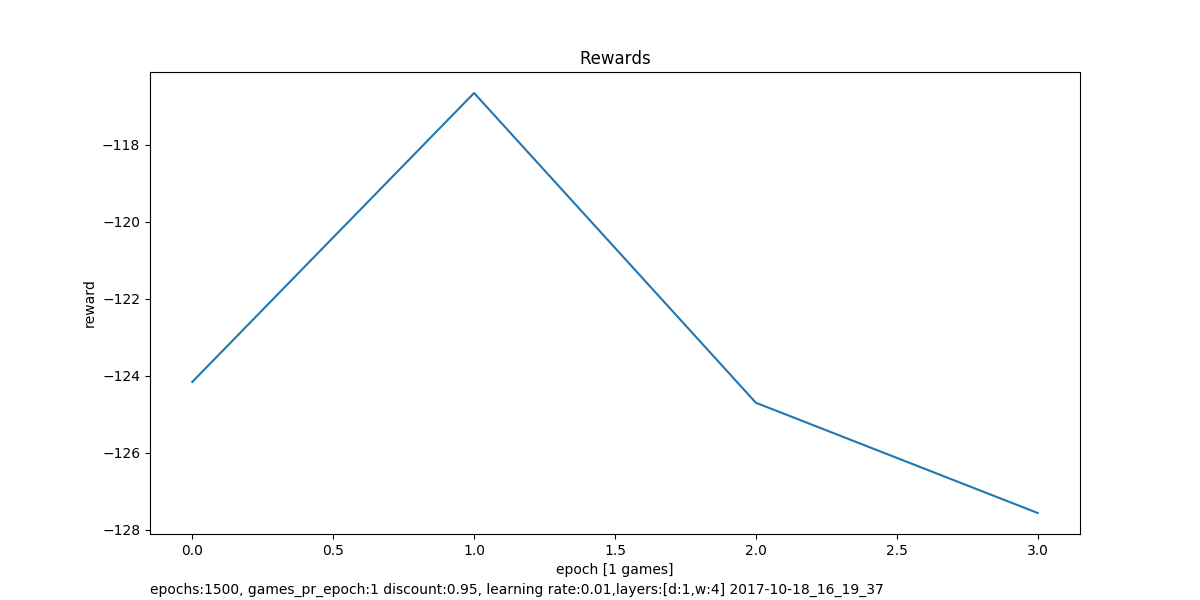 Rewards
−118
−120
−122
−124
−126
−128
reward
0.0 0.5 1.0 1.5 2.0 2.5 3.0
epoch [1 games]
epochs:1500, games_pr_epoch:1 discount:0.95, learning rate:0.01,layers:[d:1,w:4] 2017-10-18_16_19_37